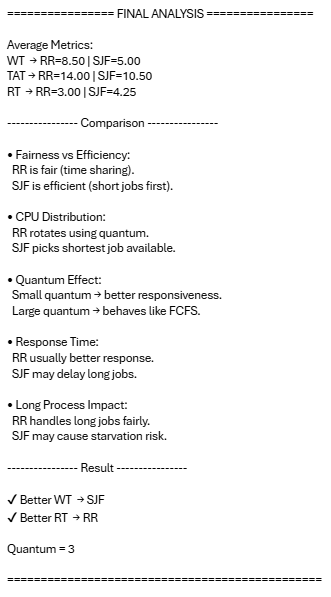 ================ FINAL ANALYSIS ================
Average Metrics:
WT → RR=8.50 | SJF=5.00
TAT → RR=14.00 | SJF=10.50
RT → RR=3.00 | SJF=4.25
---------------- Comparison ----------------
• Fairness vs Efficiency:
RR is fair (time sharing).
SJF is efficient (short jobs first).
• CPU Distribution:
RR rotates using quantum.
SJF picks shortest job available.
• Quantum Effect:
Small quantum → better responsiveness.
Large quantum → behaves like FCFS.
• Response Time:
RR usually better response.
SJF may delay long jobs.
• Long Process Impact:
RR handles long jobs fairly.
SJF may cause starvation risk.
---------------- Result ----------------
✓ Better WT → SJF
✓ Better RT → RR
Quantum = 3
===============================================